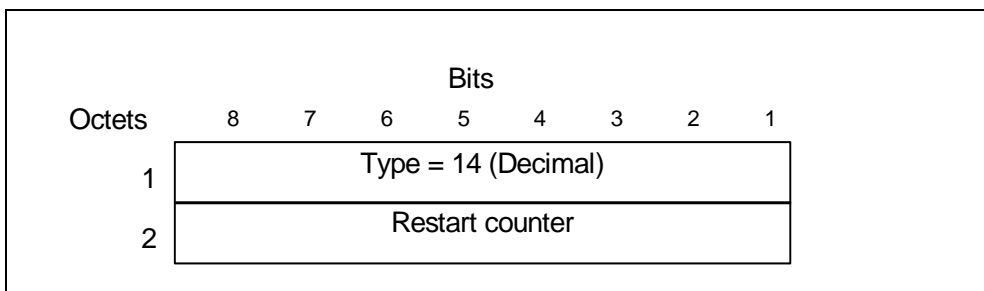 Bits
Octets 8 7 6 5 4 3 2 1
1 Type = 14 (Decimal)
2 Restart counter